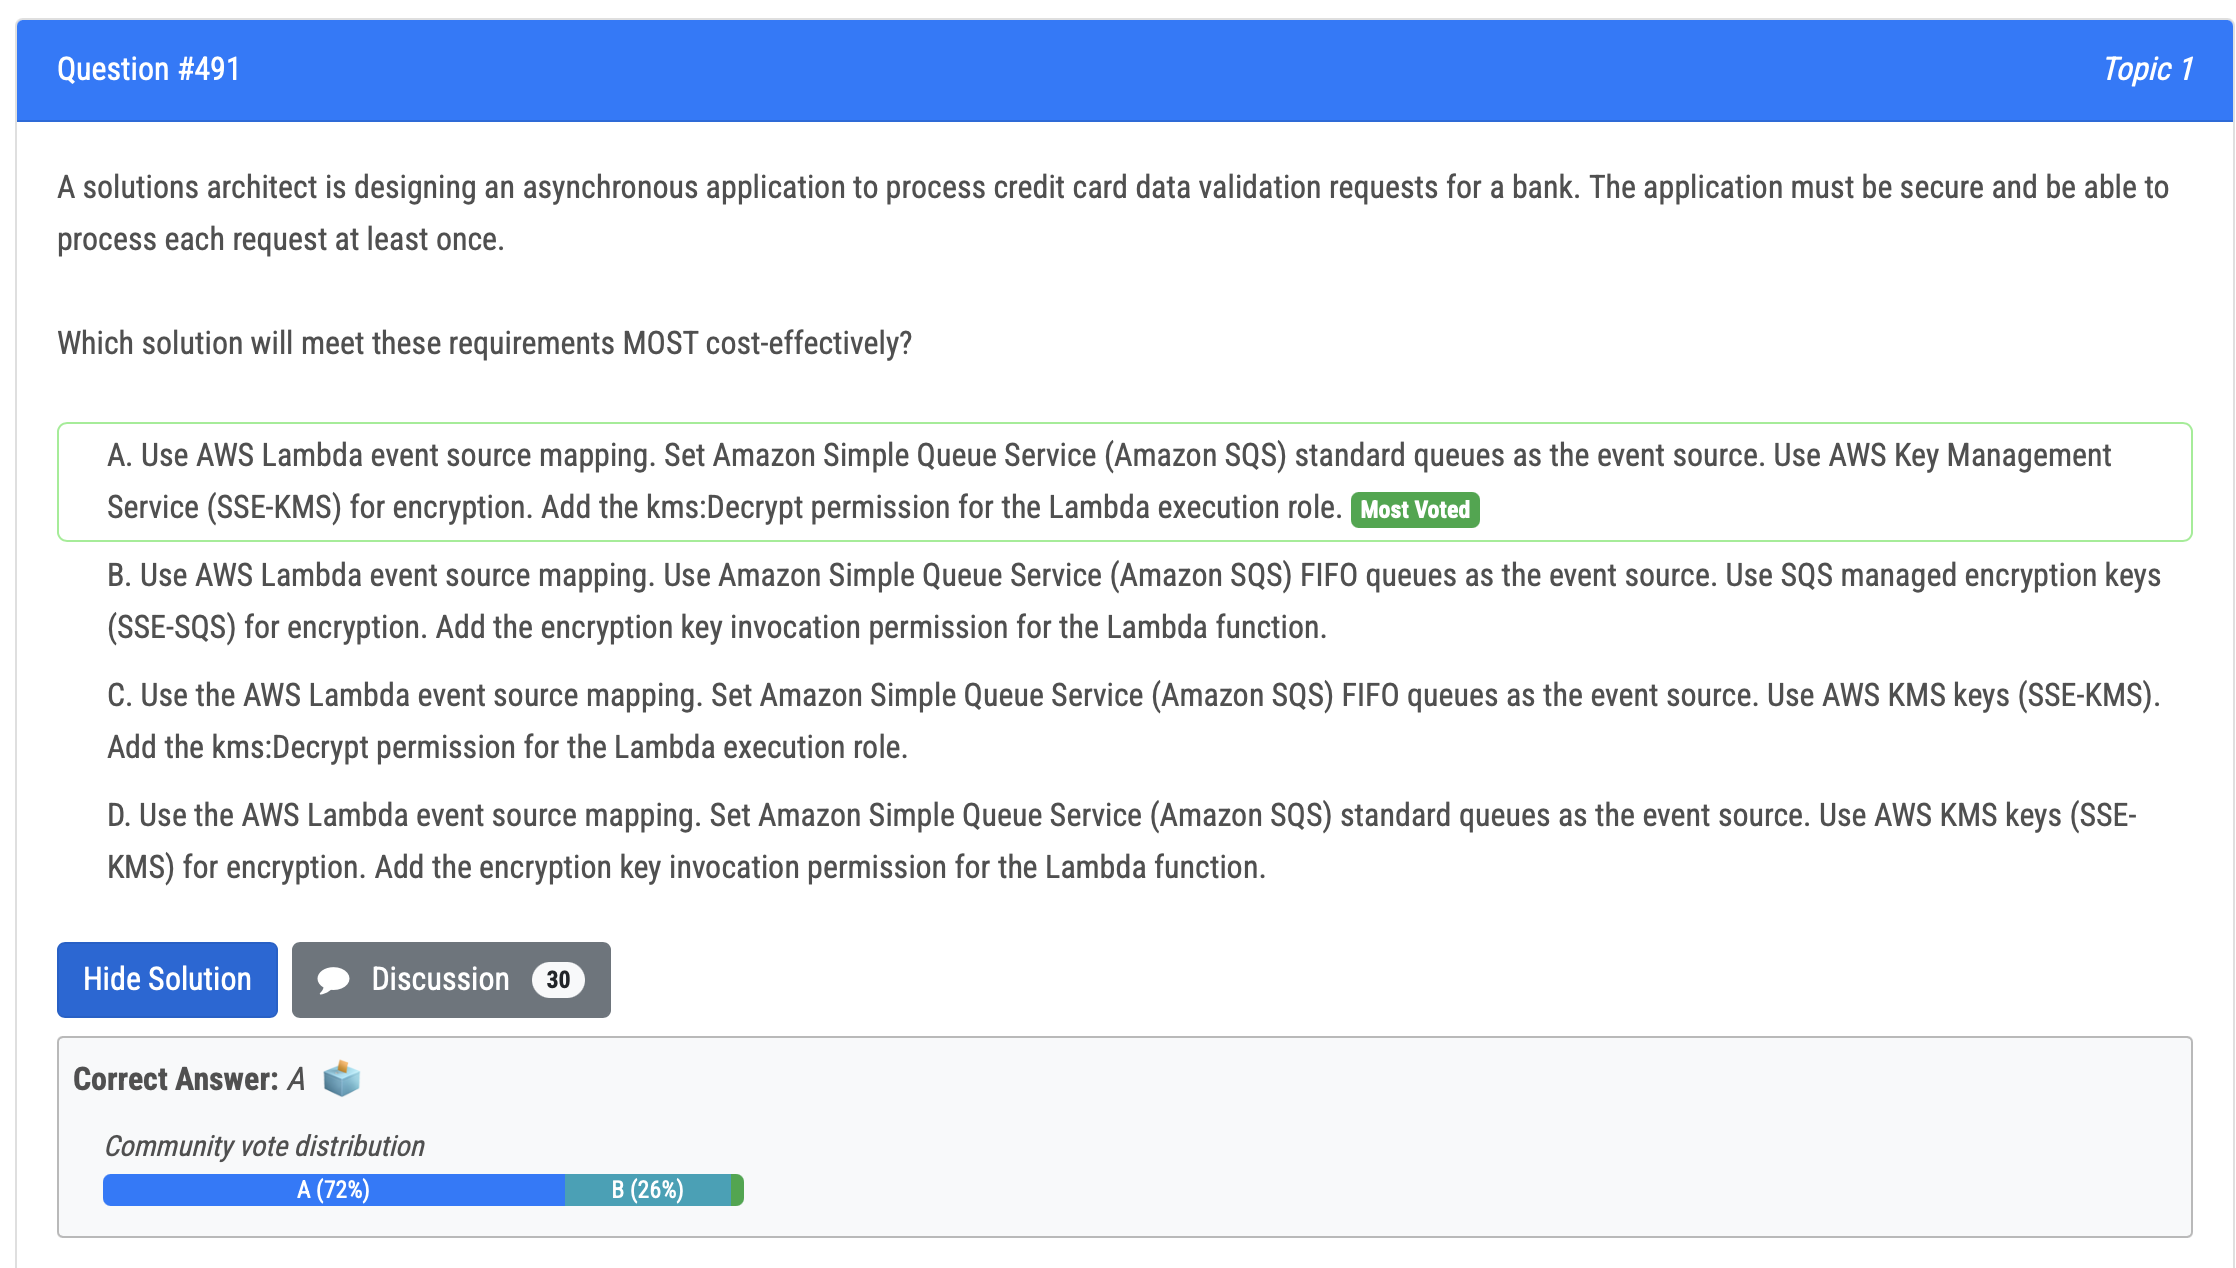 Question #491
Topic 1
A solutions architect is designing an asynchronous application to process credit card data validation requests for a bank. The application must be secure and be able to
process each request at least once.
Which solution will meet these requirements MOST cost-effectively?
A. Use AWS Lambda event source mapping. Set Amazon Simple Queue Service (Amazon SQS) standard queues as the event source. Use AWS Key Management
Service (SSE-KMS) for encryption. Add the kms:Decrypt permission for the Lambda execution role. Most Voted
B. Use AWS Lambda event source mapping. Use Amazon Simple Queue Service (Amazon SQS) FIFO queues as the event source. Use SQS managed encryption keys
(SSE-SQS) for encryption. Add the encryption key invocation permission for the Lambda function.
C. Use the AWS Lambda event source mapping. Set Amazon Simple Queue Service (Amazon SQS) FIFO queues as the event source. Use AWS KMS keys (SSE-KMS).
Add the kms:Decrypt permission for the Lambda execution role.
D. Use the AWS Lambda event source mapping. Set Amazon Simple Queue Service (Amazon SQS) standard queues as the event source. Use AWS KMS keys (SSE-
KMS) for encryption. Add the encryption key invocation permission for the Lambda function.
Hide Solution
Discussion 30
Correct Answer: A
Community vote distribution
A (72%)
B (26%)